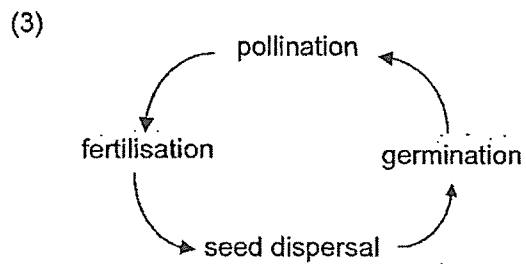 (3)
pollination
fertilisation
germination
seed dispersal